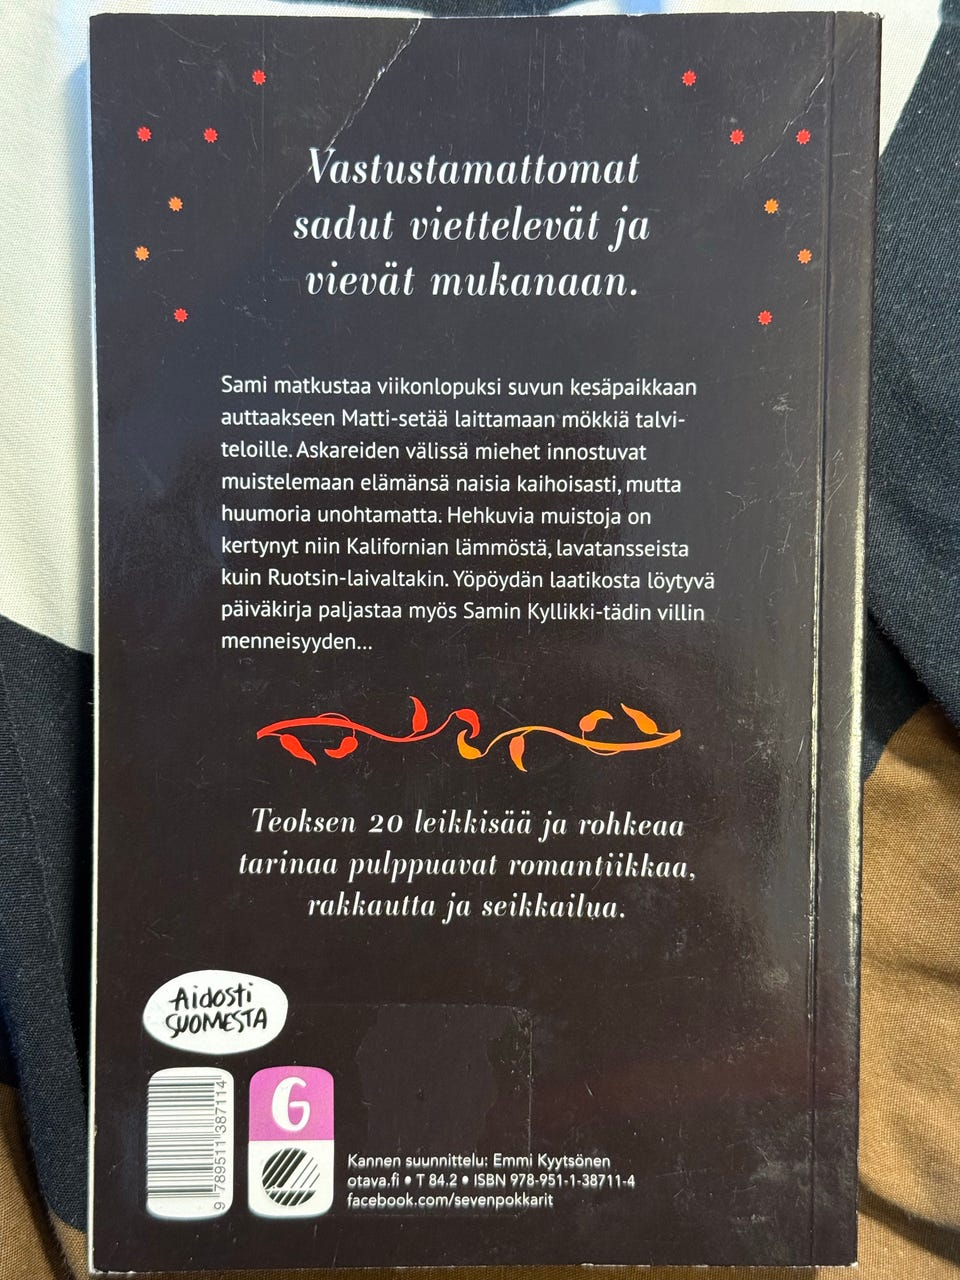 Vastustamattomat
sadut viettelevät ja
vievät mukanaan.
Sami matkustaa viikonlopuksi suvun kesäpaikkaan
auttaakseen Matti-setää laittamaan mökkiä talvi-
teloille. Askareiden välissä miehet innostuvat
muistelemaan elämänsä naisia kaihoisasti, mutta
huumoria unohtamatta. Hehkuvia muistoja on
kertynyt niin Kalifornian lämmöstä, lavatansseista
kuin Ruotsin-laivaltakin. Yöpöydän laatikosta löytyvä
päiväkirja paljastaa myös Samin Kyllikki-tädin villin
menneisyyden...
Teoksen 20 leikkisää ja rohkeaa
tarinaa pulppuavat romantiikkaa,
rakkautta ja seikkailua.
Aidosti
SUOMESTA
9 789511 387114
G
Kannen suunnittelu: Emmi Kyytsönen
otava.fi • T 84.2 • ISBN 978-951-1-38711-4
facebook.com/sevenpokkarit